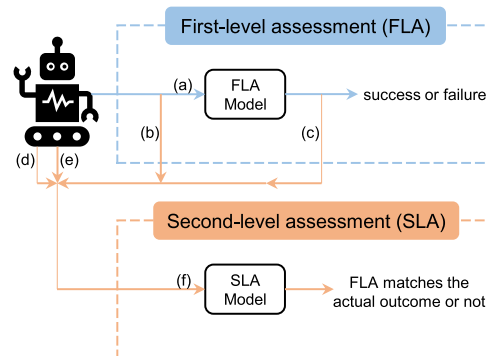 First-level assessment (FLA)
(a)
FLA
Model
success or failure
(b)
(c)
(d)
(e)
Second-level assessment (SLA)
(f)
SLA
Model
FLA matches the
actual outcome or not